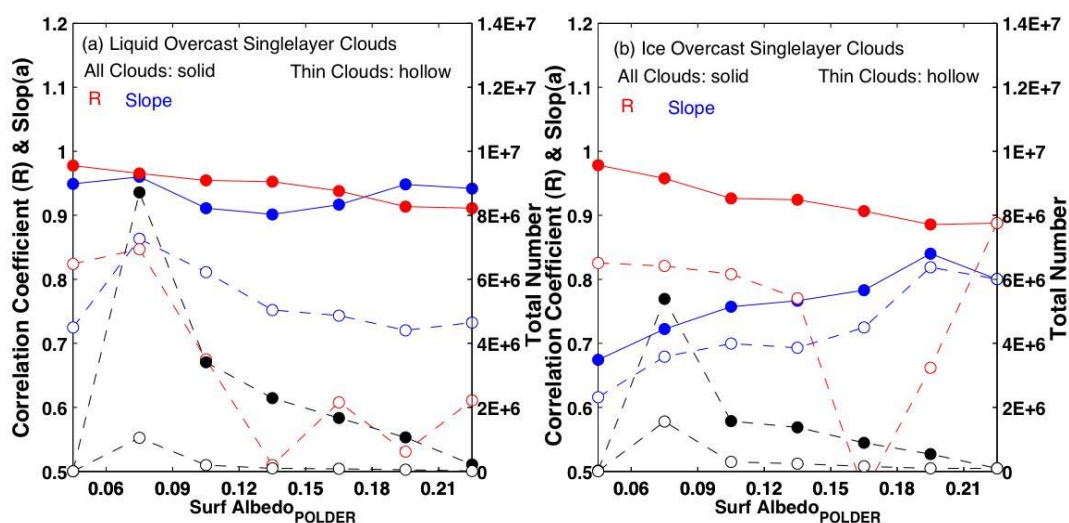 (a) Liquid Overcast Singlelayer Clouds
All Clouds: solid Thin Clouds: hollow
R Slope
Correlation Coefficient (R) & Slop(a)
1.2
1.1
1
0.9
0.8
0.7
0.6
0.5
0.06 0.09 0.12 0.15 0.18 0.21
Surf Albedo_POLDER
1.4E+7
1.2E+7
1E+7
8E+6
6E+6
4E+6
2E+6
0
Total Number
(b) Ice Overcast Singlelayer Clouds
All Clouds: solid Thin Clouds: hollow
R Slope
Correlation Coefficient (R) & Slop(a)
1.2
1.1
1
0.9
0.8
0.7
0.6
0.5
0.06 0.09 0.12 0.15 0.18 0.21
Surf Albedo_POLDER
1.4E+7
1.2E+7
1E+7
8E+6
6E+6
4E+6
2E+6
0
Total Number